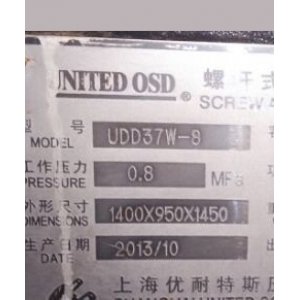 UNITED OSD ® 螺杆式
SCREW
型号
MODEL UDD37W-8
工作压力
PRESSURE 0.8 MPa
外形尺寸
DIMENSIONS 1400X950X1450
生产日期
DATE 2013/10
上海优耐特斯压